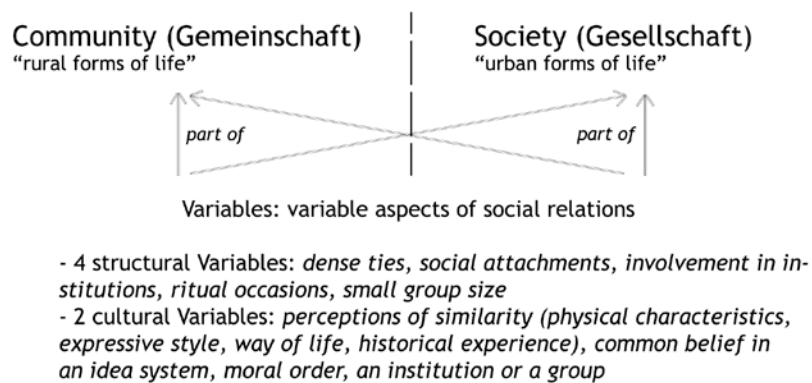 Community (Gemeinschaft)
"rural forms of life"
Society (Gesellschaft)
"urban forms of life"
part of
part of
Variables: variable aspects of social relations
- 4 structural Variables: dense ties, social attachments, involvement in in-
stitutions, ritual occasions, small group size
- 2 cultural Variables: perceptions of similarity (physical characteristics,
expressive style, way of life, historical experience), common belief in
an idea system, moral order, an institution or a group